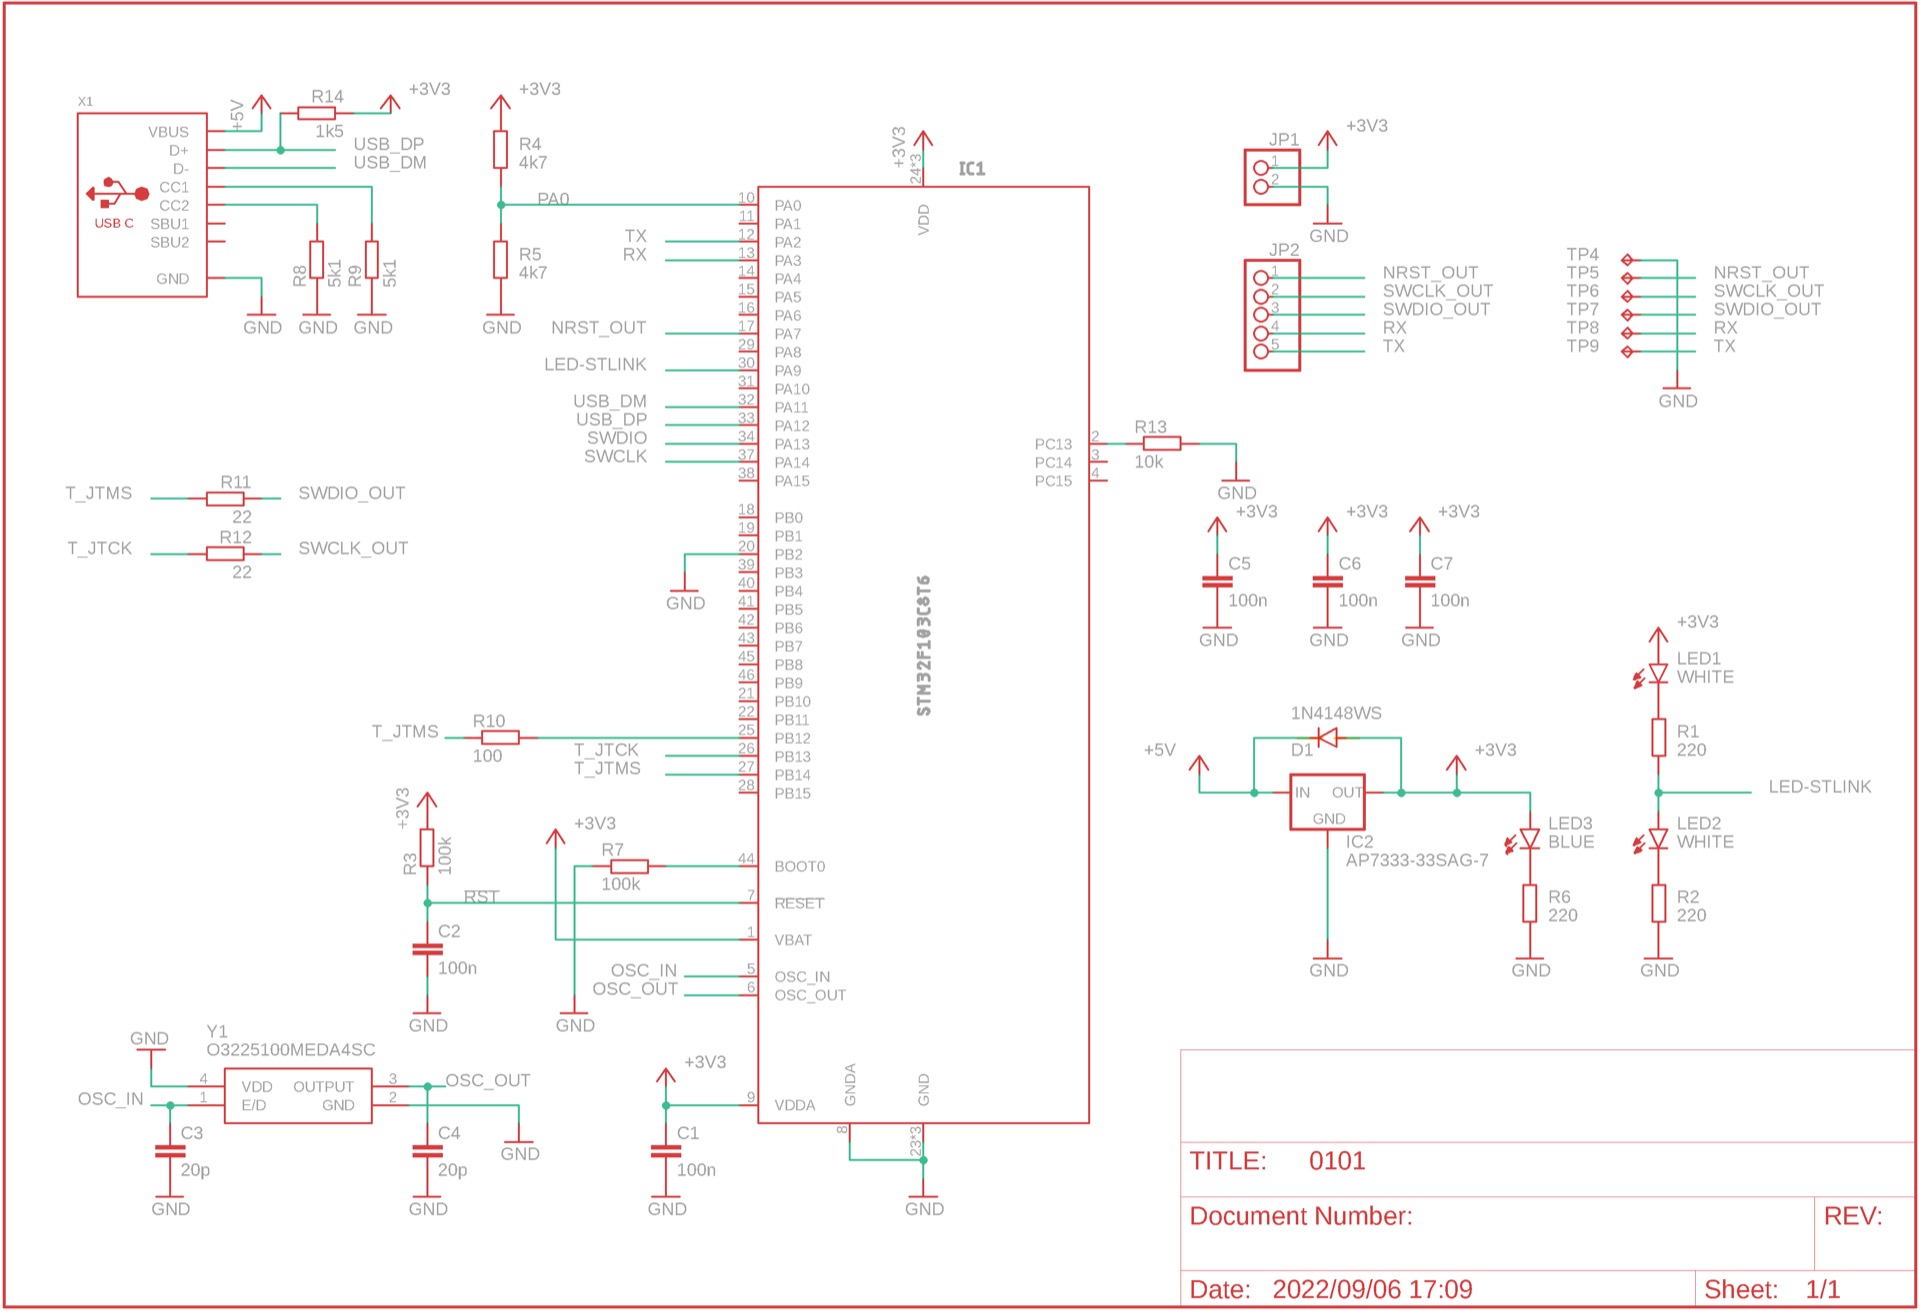 X1
VBUS
D+
D-
CC1
CC2
SBU1
SBU2
GND
USB C
+5V
R14
1k5
+3V3
USB_DP
USB_DM
R8
5k1
R9
5k1
GND
GND
GND
+3V3
R4
4k7
PA0
R5
4k7
GND
TX
RX
NRST_OUT
LED-STLINK
USB_DM
USB_DP
SWDIO
SWCLK
T_JTMS
R11
22
SWDIO_OUT
T_JTCK
R12
22
SWCLK_OUT
GND
T_JTMS
R10
100
T_JTCK
T_JTMS
+3V3
R3
100k
RST
C2
100n
GND
+3V3
R7
100k
GND
OSC_IN
OSC_OUT
GND
Y1
O3225100MEDA4SC
4 VDD OUTPUT 3
1 E/D GND 2
OSC_IN
OSC_OUT
C3
20p
GND
C4
20p
GND
GND
+3V3
C1
100n
GND
+3V3
24*3
IC1
VDD
STM32F103C8T6
10 PA0
11 PA1
12 PA2
13 PA3
14 PA4
15 PA5
16 PA6
17 PA7
29 PA8
30 PA9
31 PA10
32 PA11
33 PA12
34 PA13
37 PA14
38 PA15
18 PB0
19 PB1
20 PB2
39 PB3
40 PB4
41 PB5
42 PB6
43 PB7
45 PB8
46 PB9
21 PB10
22 PB11
25 PB12
26 PB13
27 PB14
28 PB15
44 BOOT0
7 RESET
1 VBAT
5 OSC_IN
6 OSC_OUT
9 VDDA
GNDA
GND
8
23*3
GND
PC13 2
PC14 3
PC15 4
R13
10k
GND
JP1
1
2
+3V3
GND
JP2
1 NRST_OUT
2 SWCLK_OUT
3 SWDIO_OUT
4 RX
5 TX
TP4
TP5 NRST_OUT
TP6 SWCLK_OUT
TP7 SWDIO_OUT
TP8 RX
TP9 TX
GND
+3V3
C5
100n
GND
+3V3
C6
100n
GND
+3V3
C7
100n
GND
1N4148WS
D1
+5V
+3V3
IN OUT
GND
IC2
AP7333-33SAG-7
GND
LED3
BLUE
R6
220
GND
+3V3
LED1
WHITE
R1
220
LED-STLINK
LED2
WHITE
R2
220
GND
TITLE: 0101
Document Number:
REV:
Date: 2022/09/06 17:09
Sheet: 1/1